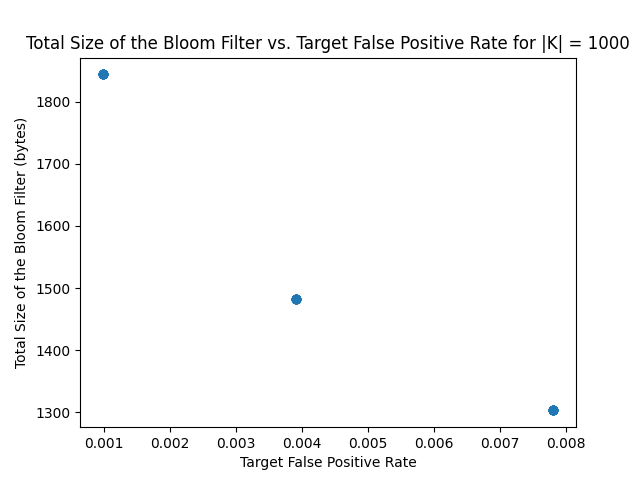 Total Size of the Bloom Filter vs. Target False Positive Rate for |K| = 1000
Total Size of the Bloom Filter (bytes)
1800
1700
1600
1500
1400
1300
0.001 0.002 0.003 0.004 0.005 0.006 0.007 0.008
Target False Positive Rate